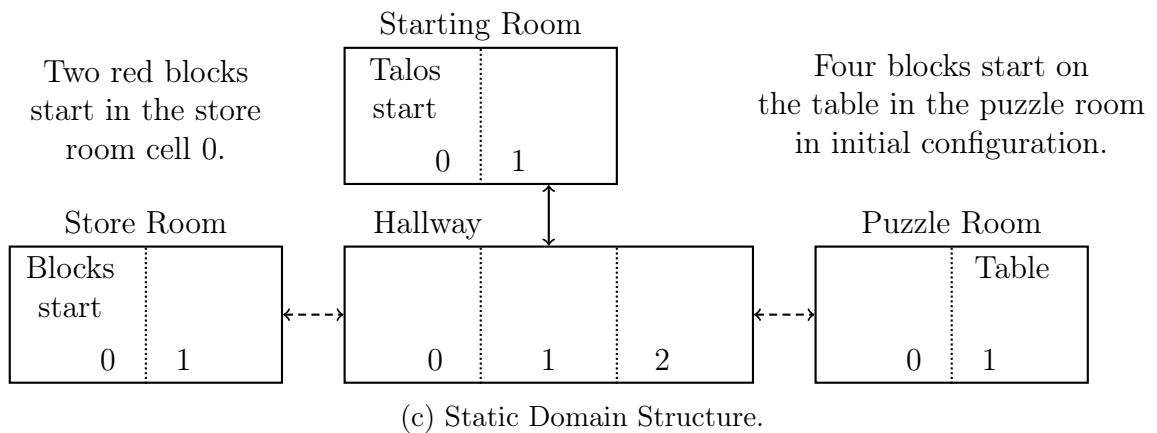 Starting Room
Two red blocks
start in the store
room cell 0.
Talos
start
0 1
Four blocks start on
the table in the puzzle room
in initial configuration.
Store Room
Blocks
start
0 1
Hallway
0 1 2
Puzzle Room
Table
0 1
(c) Static Domain Structure.